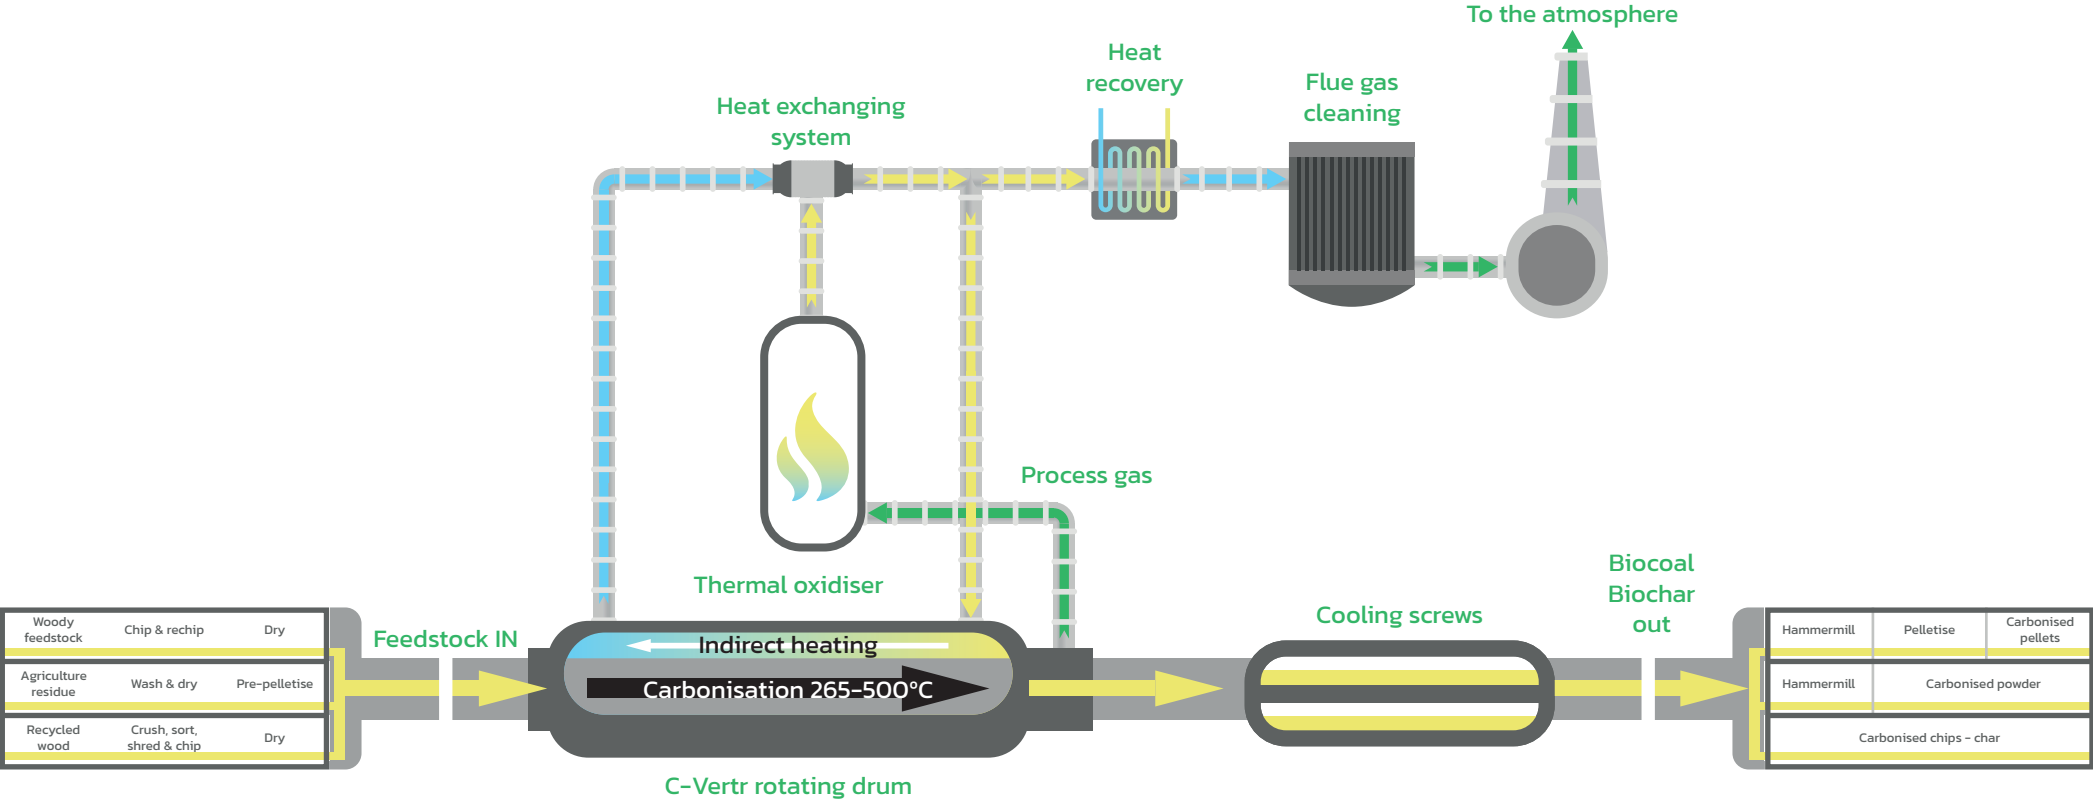 To the atmosphere
Heat
recovery
Flue gas
cleaning
Heat exchanging
system
Process gas
Thermal oxidiser
Biocoal
Biochar
out
Cooling screws
Feedstock IN
Woody
feedstock
Chip & rechip
Dry
Agriculture
residue
Wash & dry
Pre-pelletise
Recycled
wood
Crush, sort,
shred & chip
Dry
Indirect heating
Carbonisation 265-500°C
C-Vertr rotating drum
Hammermill
Pelletise
Carbonised
pellets
Hammermill
Carbonised powder
Carbonised chips - char